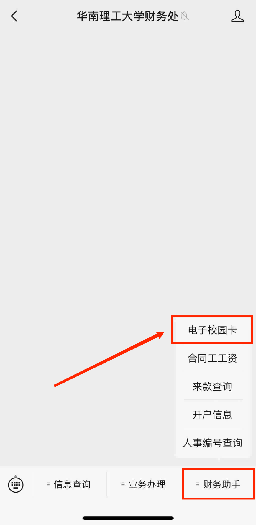 华南理工大学财务处
电子校园卡
合同工工资
来款查询
开户信息
人事编号查询
信息查询
业务办理
财务助手